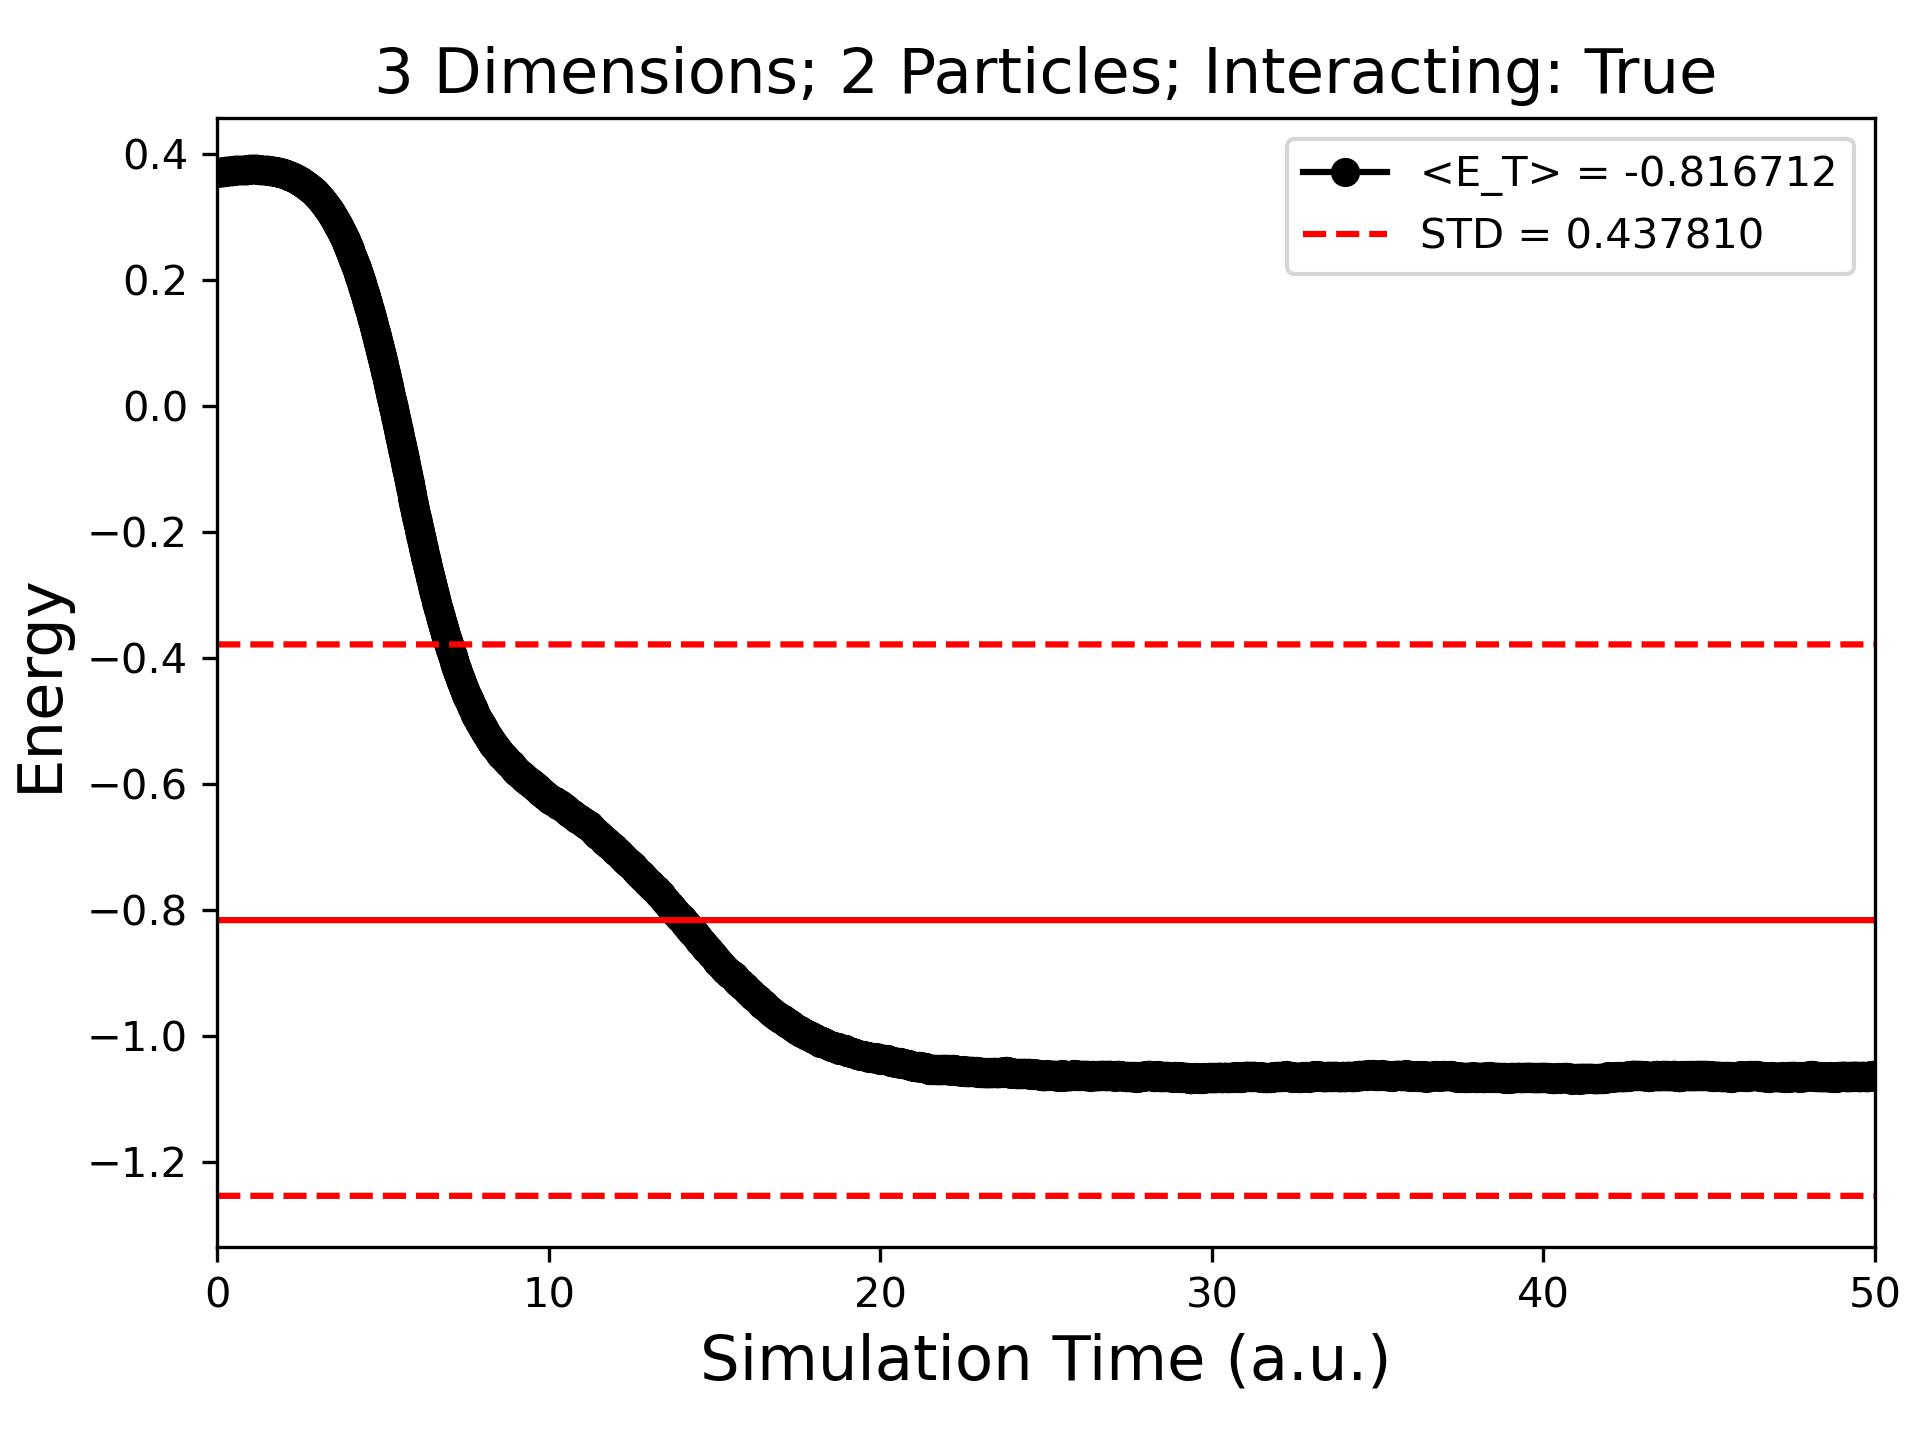 3 Dimensions; 2 Particles; Interacting: True
<E_T> = -0.816712
STD = 0.437810
Energy
0.4
0.2
0.0
−0.2
−0.4
−0.6
−0.8
−1.0
−1.2
0 10 20 30 40 50
Simulation Time (a.u.)